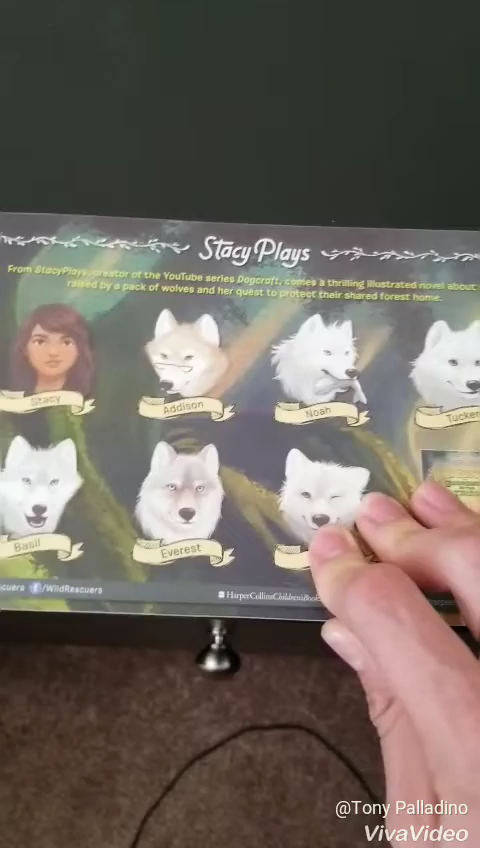 Stacy Plays
From StacyPlays, creator of the YouTube series Dogcraft, comes a thrilling illustrated novel about
raised by a pack of wolves and her quest to protect their shared forest home.
Stacy
Addison
Noah
Tucker
Basil
Everest
/WildRescuers
HarperCollinsChildren'sBooks
@Tony Palladino
VivaVideo